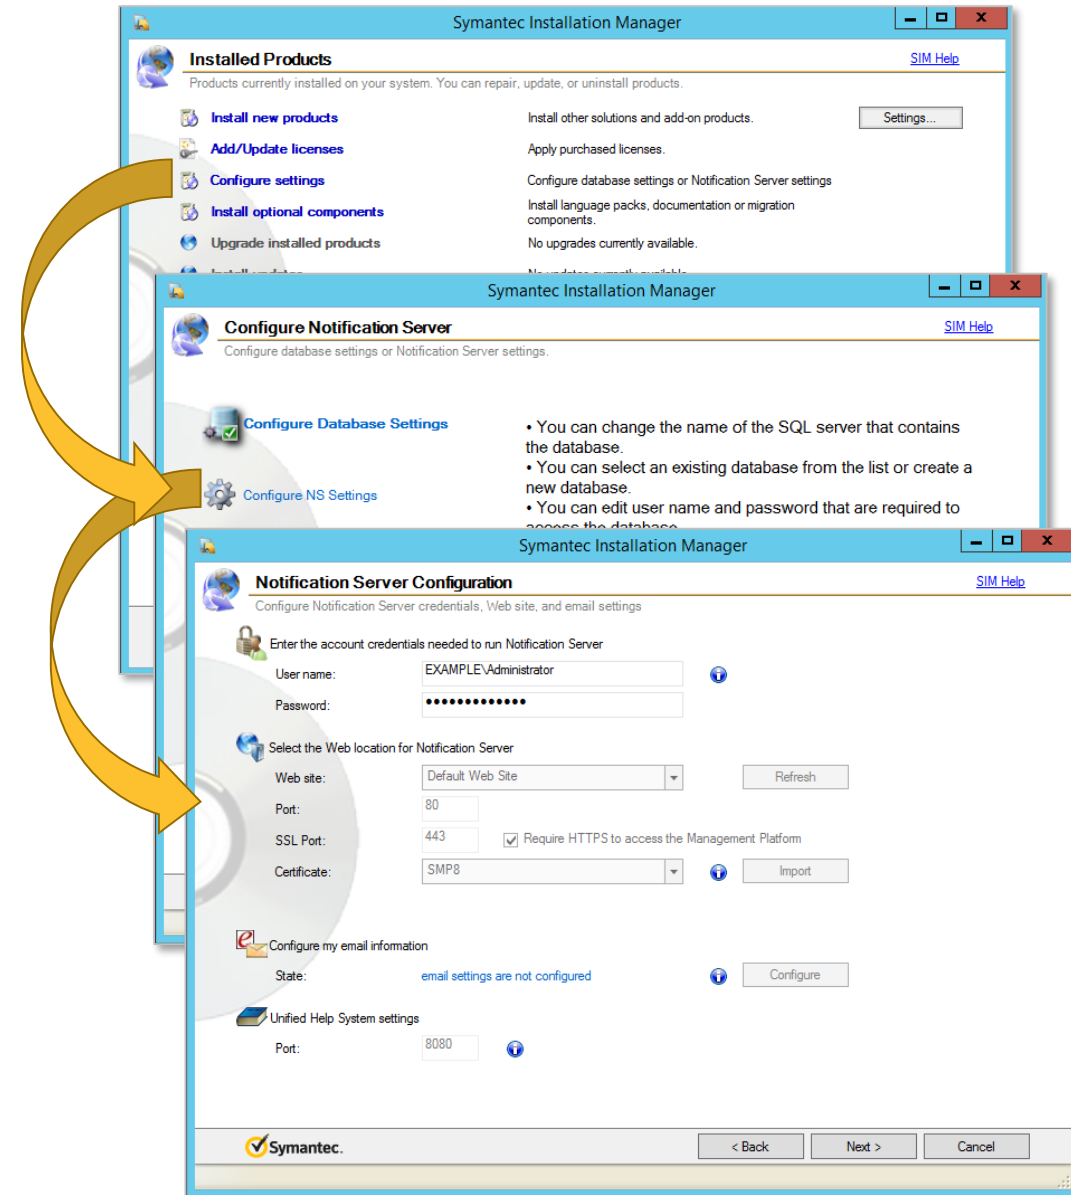 Symantec Installation Manager
Installed Products
SIM Help
Products currently installed on your system. You can repair, update, or uninstall products.
Install new products
Install other solutions and add-on products.
Settings...
Add/Update licenses
Apply purchased licenses.
Configure settings
Configure database settings or Notification Server settings
Install optional components
Install language packs, documentation or migration
components.
Upgrade installed products
No upgrades currently available.
Install updates
No updates currently available.
Symantec Installation Manager
Configure Notification Server
SIM Help
Configure database settings or Notification Server settings.
Configure Database Settings
• You can change the name of the SQL server that contains
the database.
• You can select an existing database from the list or create a
new database.
Configure NS Settings
• You can edit user name and password that are required to
access the database.
Symantec Installation Manager
Notification Server Configuration
SIM Help
Configure Notification Server credentials, Web site, and email settings
Enter the account credentials needed to run Notification Server
User name:
EXAMPLE\Administrator
Password:
•••••••••••••
Select the Web location for Notification Server
Web site:
Default Web Site
Refresh
Port:
80
SSL Port:
443
Require HTTPS to access the Management Platform
Certificate:
SMP8
Import
Configure my email information
State:
email settings are not configured
Configure
Unified Help System settings
Port:
8080
Symantec.
< Back
Next >
Cancel